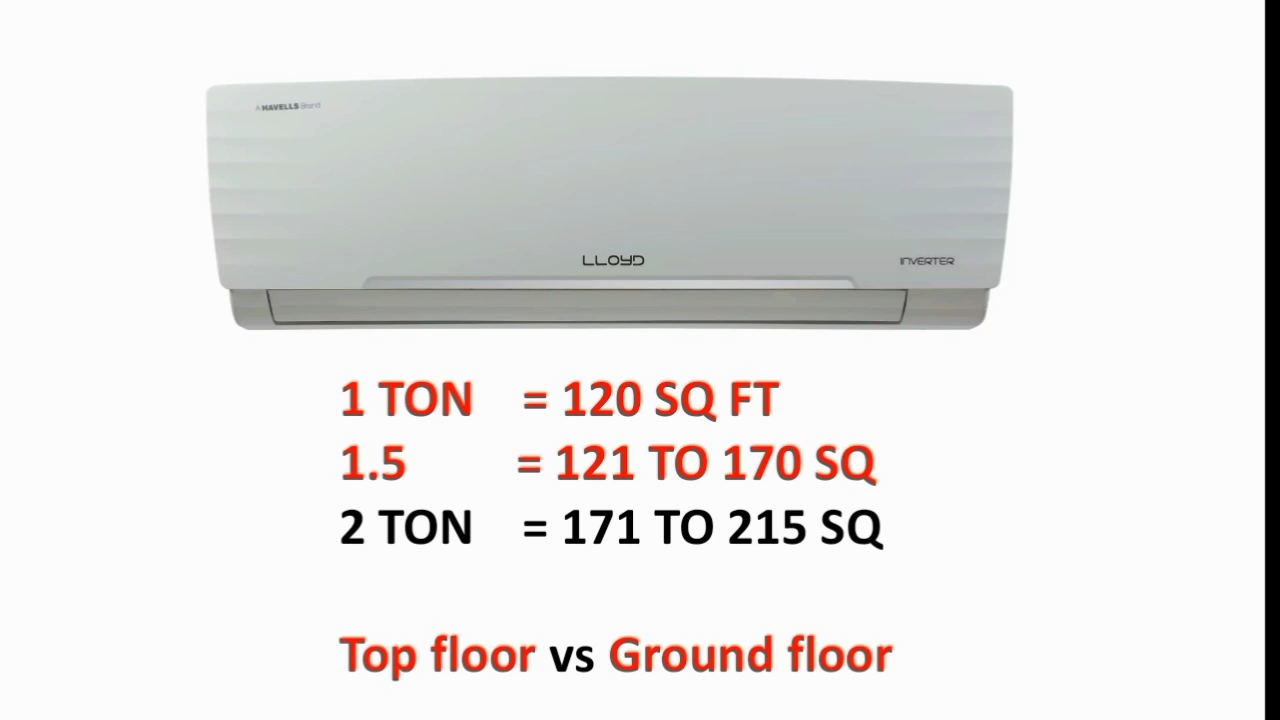 A HAVELLS Brand
LLOYD
INVERTER
1 TON = 120 SQ FT
1.5 = 121 TO 170 SQ
2 TON = 171 TO 215 SQ
Top floor vs Ground floor